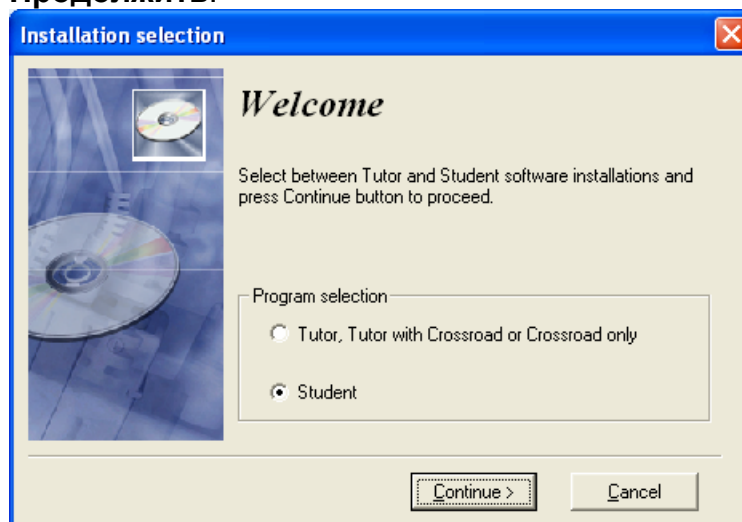 Продолжить.
Installation selection
Welcome
Select between Tutor and Student software installations and
press Continue button to proceed.
Program selection
Tutor, Tutor with Crossroad or Crossroad only
Student
Continue >
Cancel